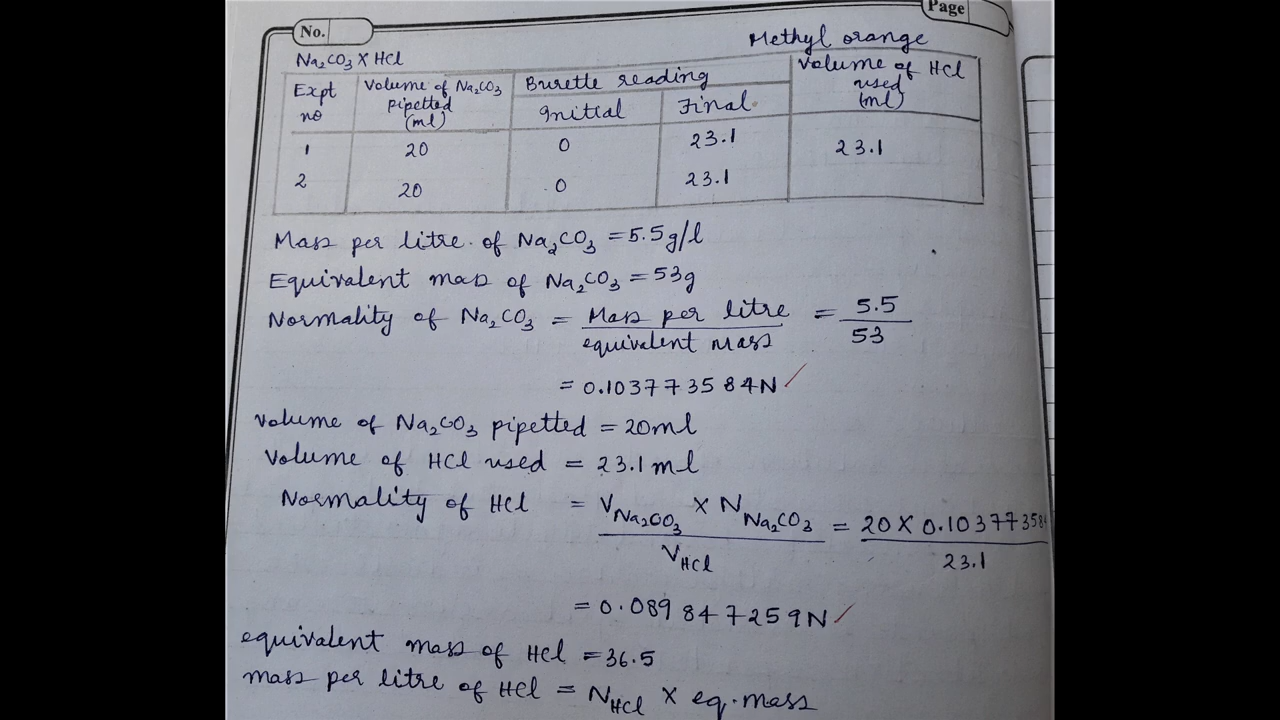 No.
Page
Methyl orange
Na₂CO₃ X HCl
Expt no
Volume of Na₂CO₃ pipetted (ml)
Burette reading
Initial
Final
Volume of HCl used (ml)
1 20 0 23.1 23.1
2 20 0 23.1
Mass per litre of Na₂CO₃ = 5.5g/l
Equivalent mass of Na₂CO₃ = 53g
Normality of Na₂CO₃ = Mass per litre / equivalent mass = 5.5 / 53
= 0.103773584N
Volume of Na₂CO₃ pipetted = 20ml
Volume of HCl used = 23.1ml
Normality of HCl = V Na₂CO₃ X N Na₂CO₃ / V HCl = 20 X 0.103773584 / 23.1
= 0.089847259N
equivalent mass of HCl = 36.5
mass per litre of HCl = N HCl X eq. mass